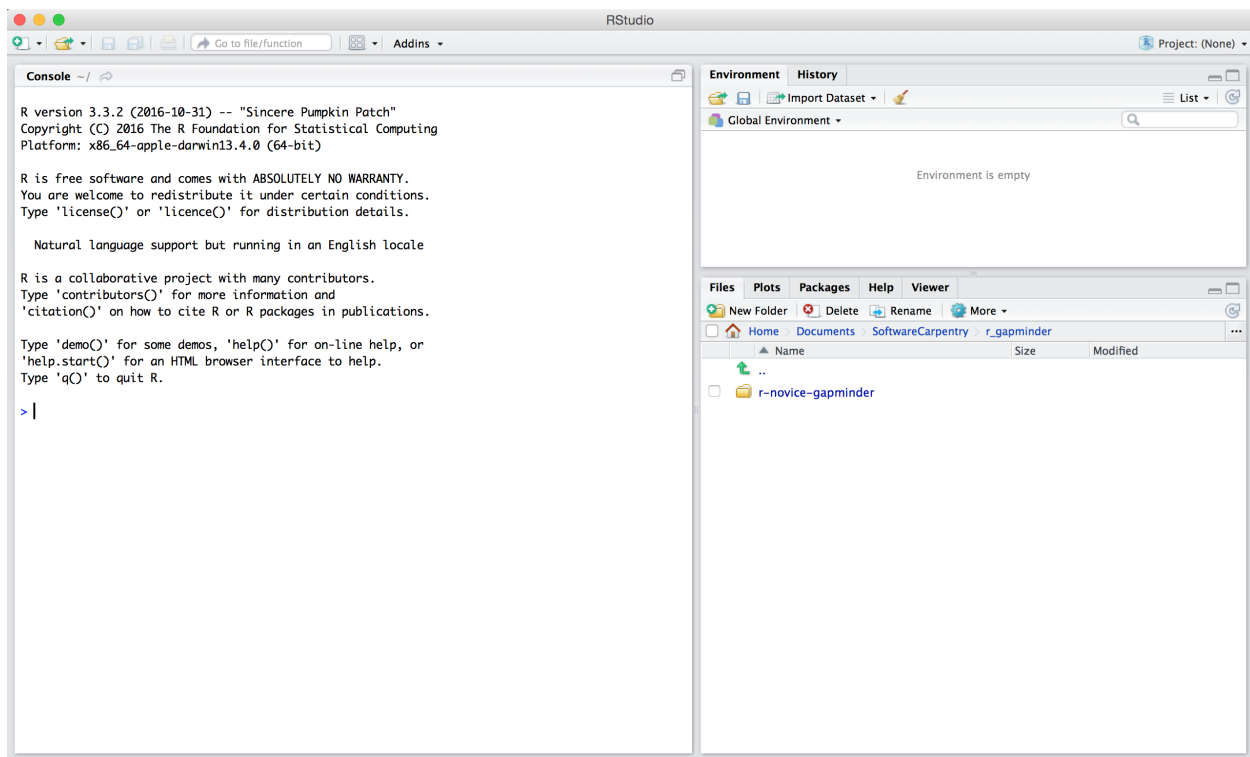 RStudio
Go to file/function Addins Project: (None)
Console ~/
R version 3.3.2 (2016-10-31) -- "Sincere Pumpkin Patch"
Copyright (C) 2016 The R Foundation for Statistical Computing
Platform: x86_64-apple-darwin13.4.0 (64-bit)
R is free software and comes with ABSOLUTELY NO WARRANTY.
You are welcome to redistribute it under certain conditions.
Type 'license()' or 'licence()' for distribution details.
Natural language support but running in an English locale
R is a collaborative project with many contributors.
Type 'contributors()' for more information and
'citation()' on how to cite R or R packages in publications.
Type 'demo()' for some demos, 'help()' for on-line help, or
'help.start()' for an HTML browser interface to help.
Type 'q()' to quit R.
>
Environment History
Import Dataset List
Global Environment
Environment is empty
Files Plots Packages Help Viewer
New Folder Delete Rename More
Home Documents SoftwareCarpentry r_gapminder ...
Name Size Modified
..
r-novice-gapminder